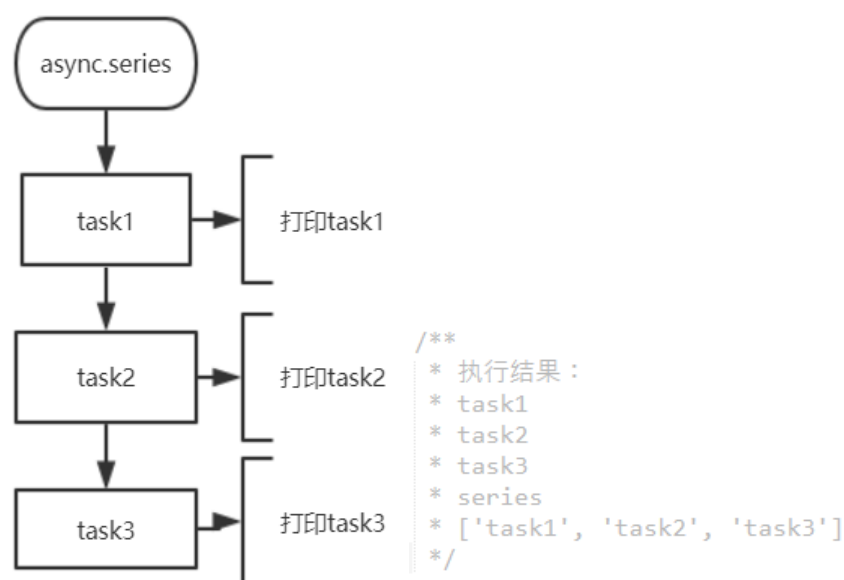 async.series
task1
打印task1
task2
打印task2
task3
打印task3
/**
* 执行结果：
* task1
* task2
* task3
* series
* ['task1', 'task2', 'task3']
*/